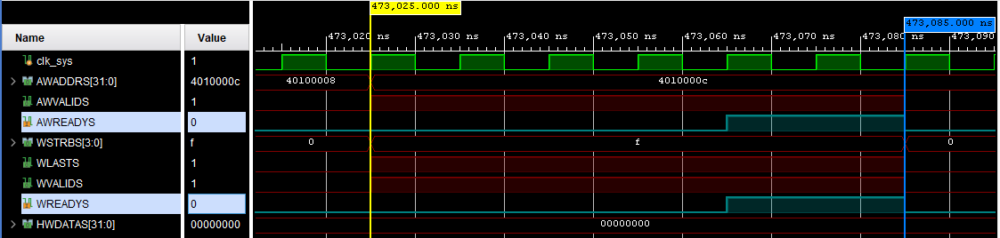 473,025.000 ns
473,085.000 ns
Name Value
473,020 ns 473,030 ns 473,040 ns 473,050 ns 473,060 ns 473,070 ns 473,080 ns 473,090
clk_sys 1
AWADDRS[31:0] 4010000c 40100008 4010000c
AWVALIDS 1
AWREADYS 0
WSTRBS[3:0] f 0 f 0
WLASTS 1
WVALIDS 1
WREADYS 0
HWDATAS[31:0] 00000000 00000000